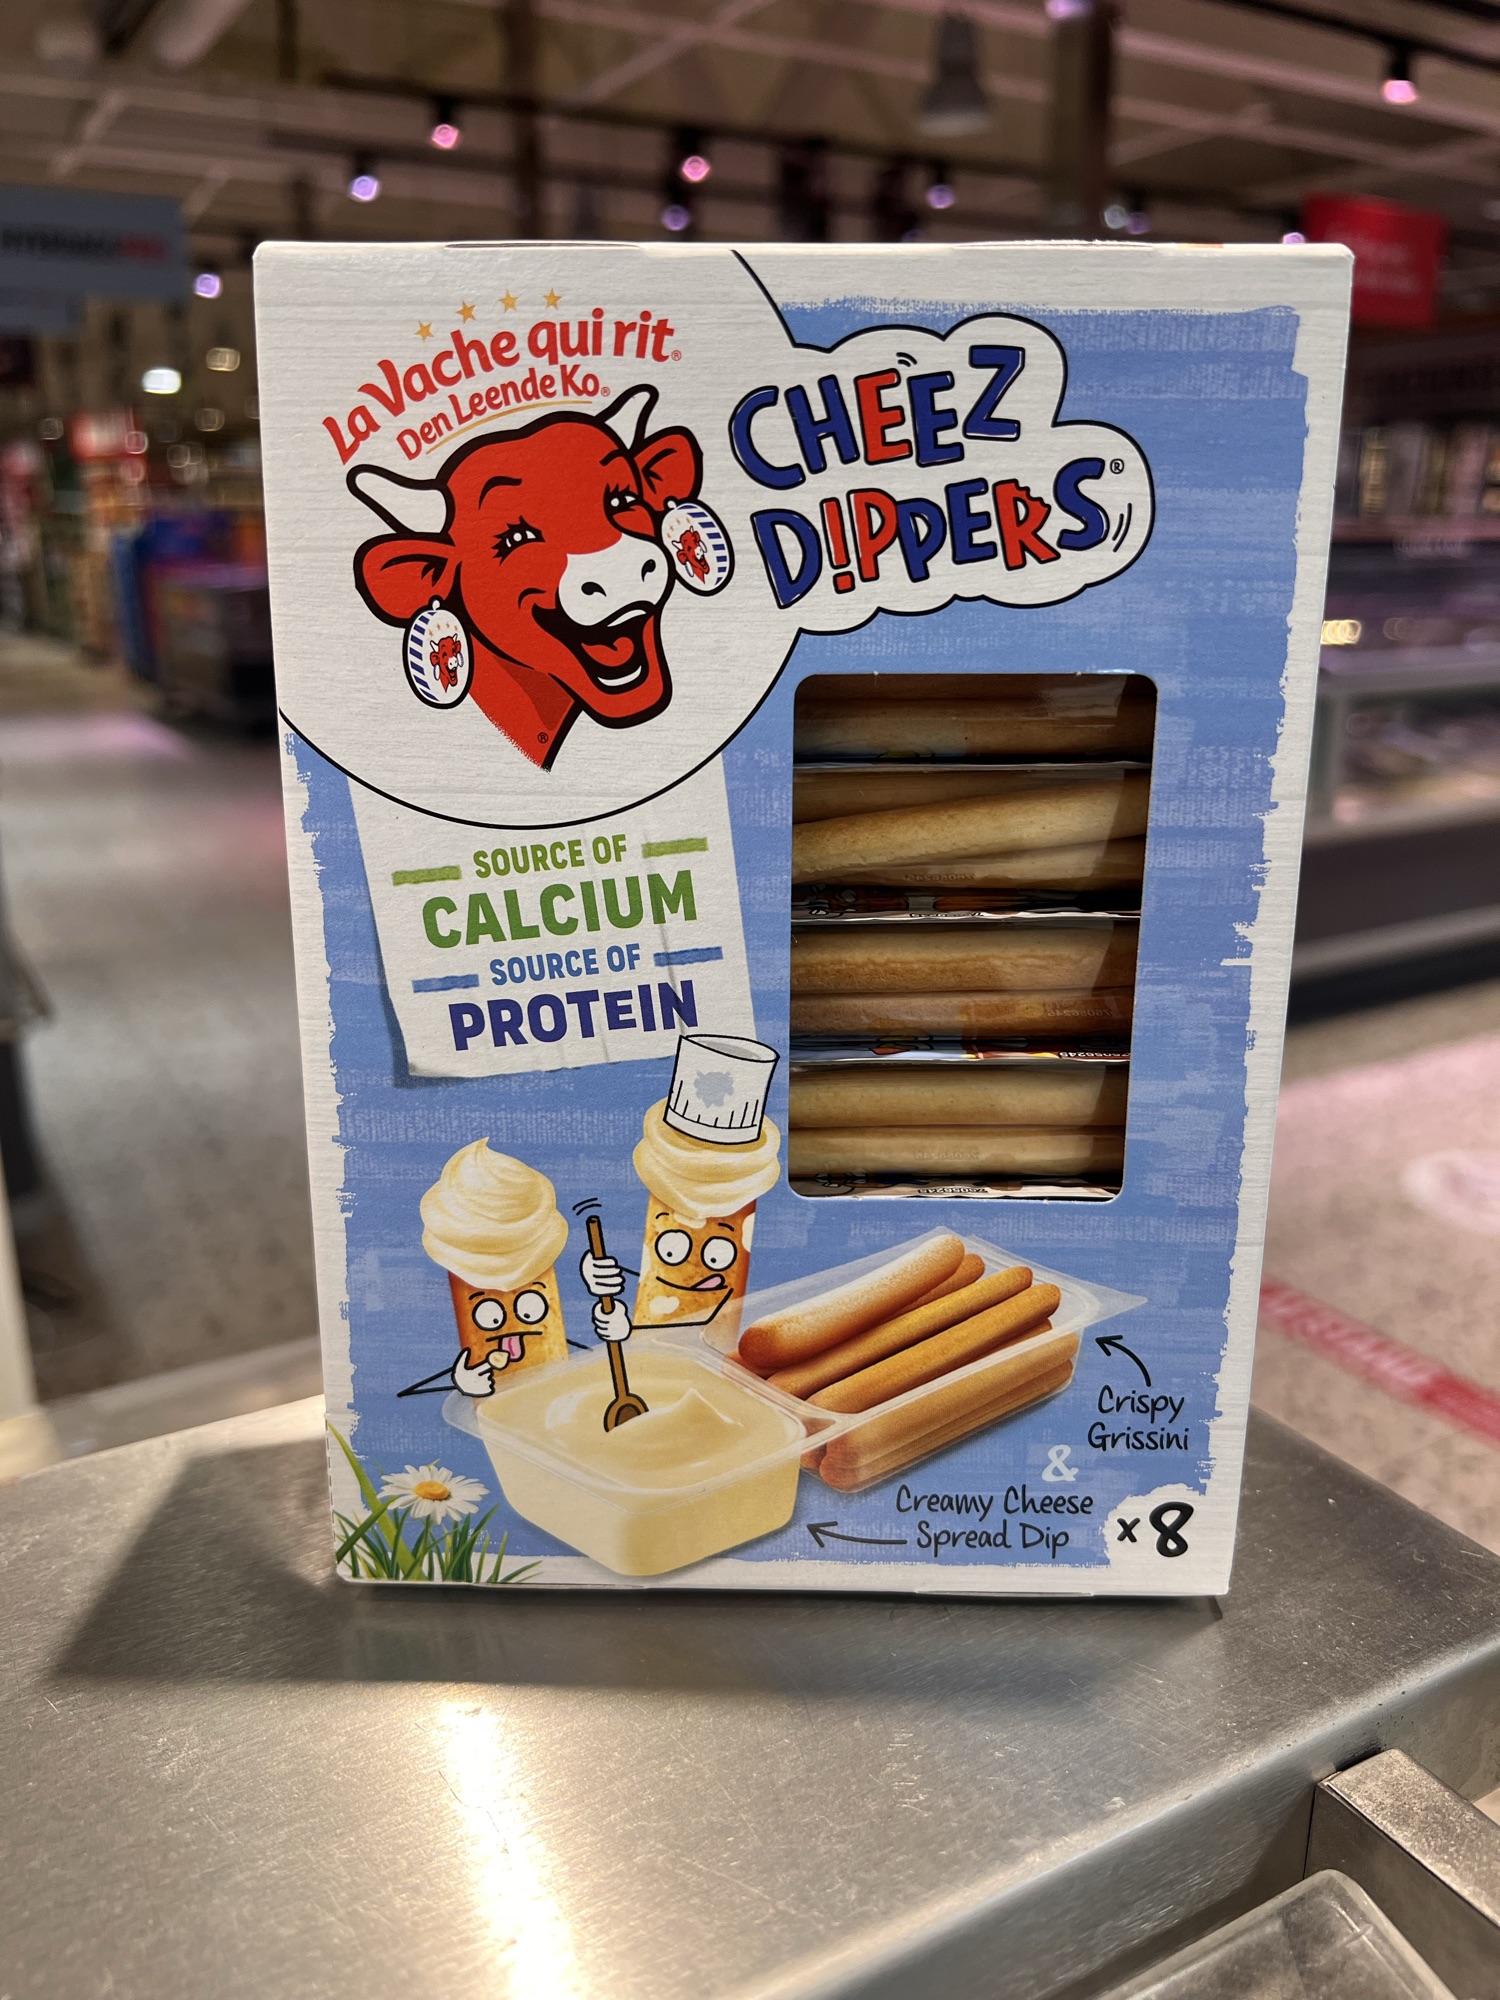 La Vache qui rit®
Den Leende Ko®
CHEEZ
D!PPERS®
®
SOURCE OF
CALCIUM
SOURCE OF
PROTEIN
Crispy
Grissini
&
Creamy Cheese
Spread Dip
x 8